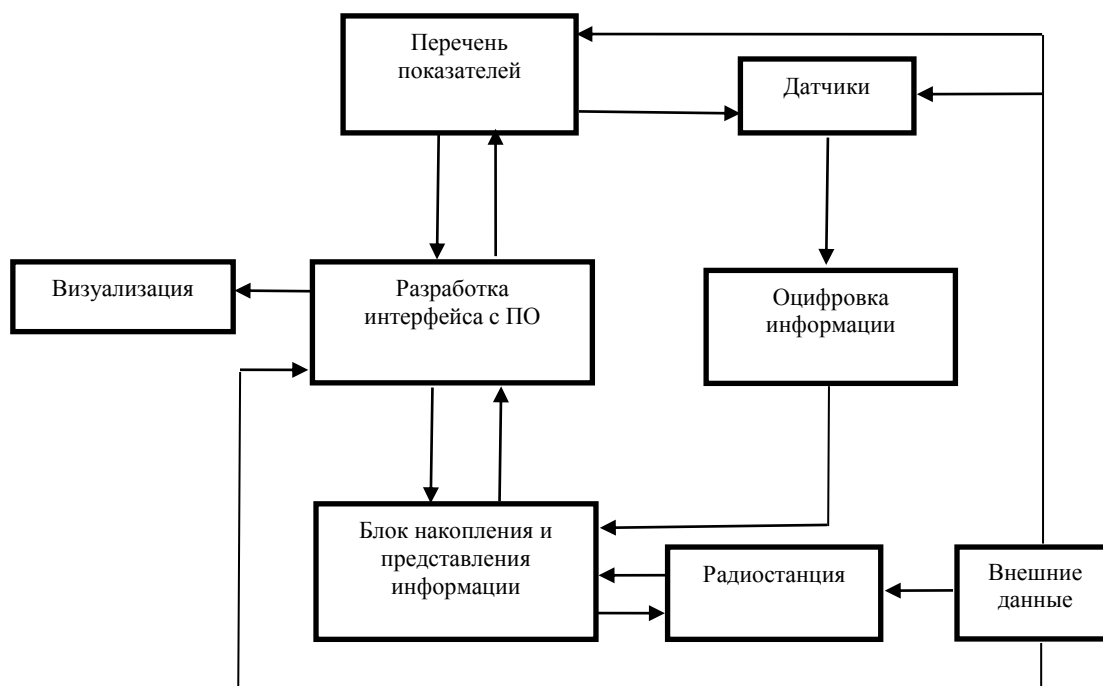 Перечень
показателей
Датчики
Визуализация
Разработка
интерфейса с ПО
Оцифровка
информации
Блок накопления и
представления
информации
Радиостанция
Внешние
данные